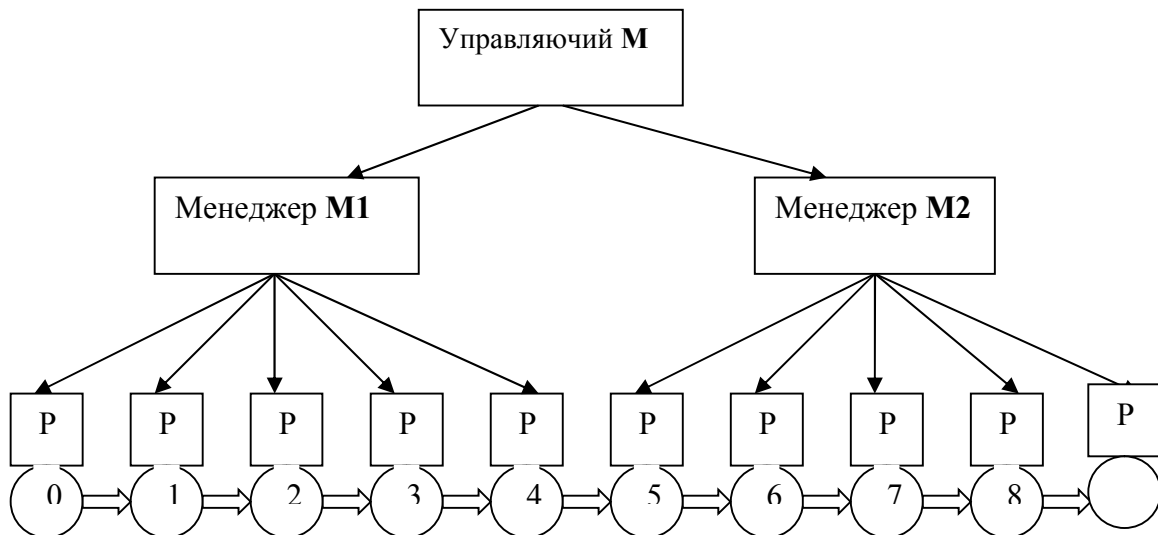 Управляючий М
Менеджер М1
Менеджер М2
Р Р Р Р Р Р Р Р Р Р
0 1 2 3 4 5 6 7 8